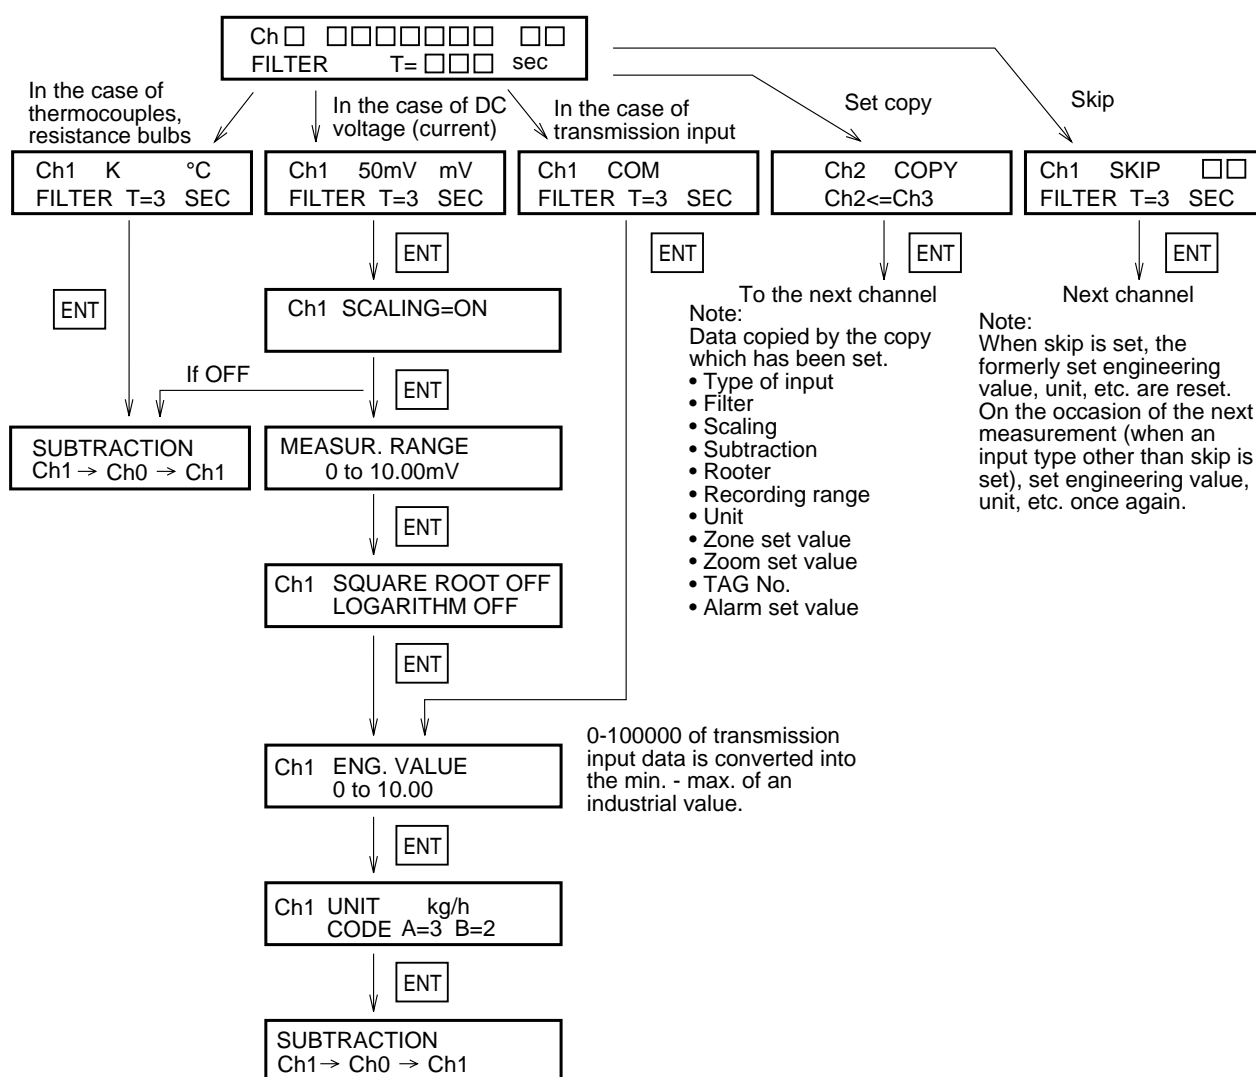 Ch □ □□□□□□□ □□
FILTER T= □□□ sec
In the case of
thermocouples,
resistance bulbs
In the case of DC
voltage (current)
In the case of
transmission input
Set copy
Skip
Ch1 K °C
FILTER T=3 SEC
Ch1 50mV mV
FILTER T=3 SEC
Ch1 COM
FILTER T=3 SEC
Ch2 COPY
Ch2<=Ch3
Ch1 SKIP □□
FILTER T=3 SEC
ENT
ENT
ENT
ENT
ENT
Ch1 SCALING=ON
If OFF
ENT
SUBTRACTION
Ch1 → Ch0 → Ch1
MEASUR. RANGE
0 to 10.00mV
ENT
Ch1 SQUARE ROOT OFF
LOGARITHM OFF
ENT
To the next channel
Note:
Data copied by the copy
which has been set.
• Type of input
• Filter
• Scaling
• Subtraction
• Rooter
• Recording range
• Unit
• Zone set value
• Zoom set value
• TAG No.
• Alarm set value
Next channel
Note:
When skip is set, the
formerly set engineering
value, unit, etc. are reset.
On the occasion of the next
measurement (when an
input type other than skip is
set), set engineering value,
unit, etc. once again.
Ch1 ENG. VALUE
0 to 10.00
0-100000 of transmission
input data is converted into
the min. - max. of an
industrial value.
ENT
Ch1 UNIT kg/h
CODE A=3 B=2
ENT
SUBTRACTION
Ch1→ Ch0 → Ch1